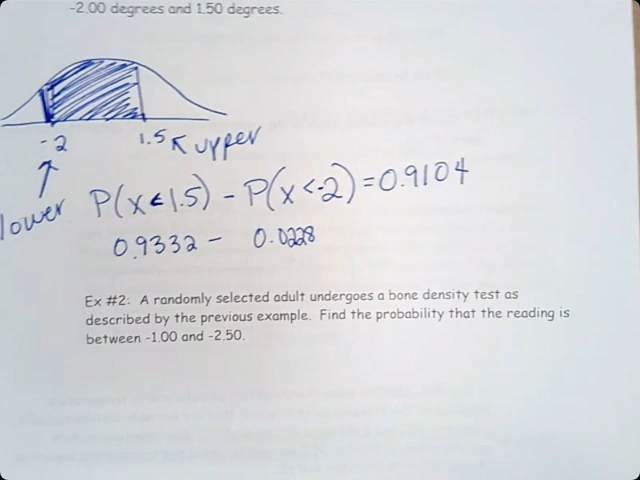 -2.00 degrees and 1.50 degrees.
-2 1.5 upper
lower P(x < 1.5) - P(x < -2) = 0.9104
0.9332 - 0.0228
Ex #2: A randomly selected adult undergoes a bone density test as
described by the previous example. Find the probability that the reading is
between -1.00 and -2.50.